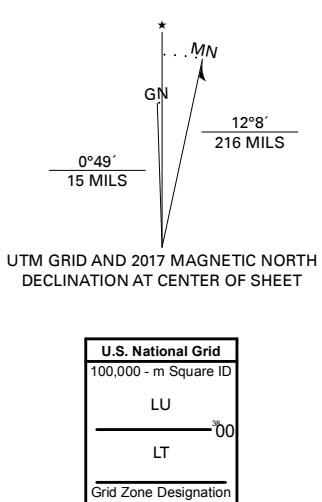 ★
MN
GN
12°8´
216 MILS
0°49´
15 MILS
UTM GRID AND 2017 MAGNETIC NORTH
DECLINATION AT CENTER OF SHEET
U.S. National Grid
100,000 - m Square ID
LU
³⁸00
LT
Grid Zone Designation